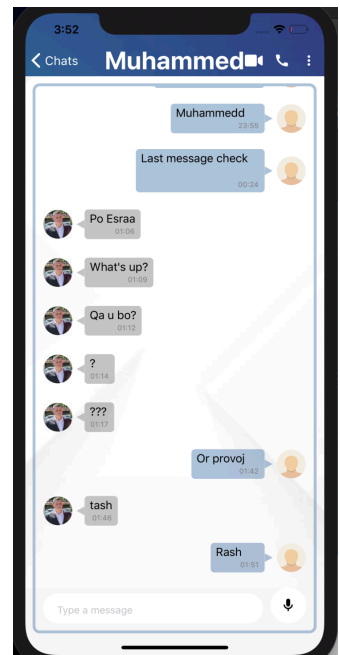 3:52
Chats
Muhammed
Muhammedd
23:55
Last message check
00:24
Po Esraa
01:06
What's up?
01:09
Qa u bo?
01:12
?
01:14
???
01:17
Or provoj
01:42
tash
01:46
Rash
01:51
Type a message